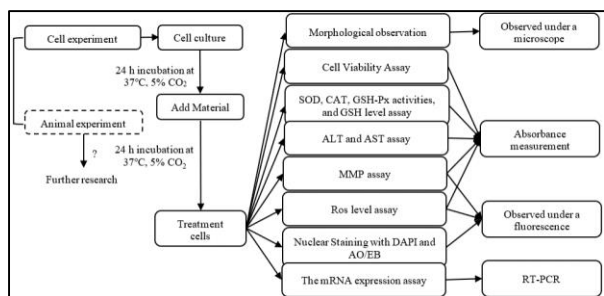 Cell experiment
Cell culture
24 h incubation at
37°C, 5% CO2
Add Material
Animal experiment
?
Further research
24 h incubation at
37°C, 5% CO2
Treatment
cells
Morphological observation
Cell Viability Assay
SOD, CAT, GSH-Px activities,
and GSH level assay
ALT and AST assay
MMP assay
Ros level assay
Nuclear Staining with DAPI and
AO/EB
The mRNA expression assay
Observed under a
microscope
Absorbance
measurement
Observed under a
fluorescence
RT-PCR